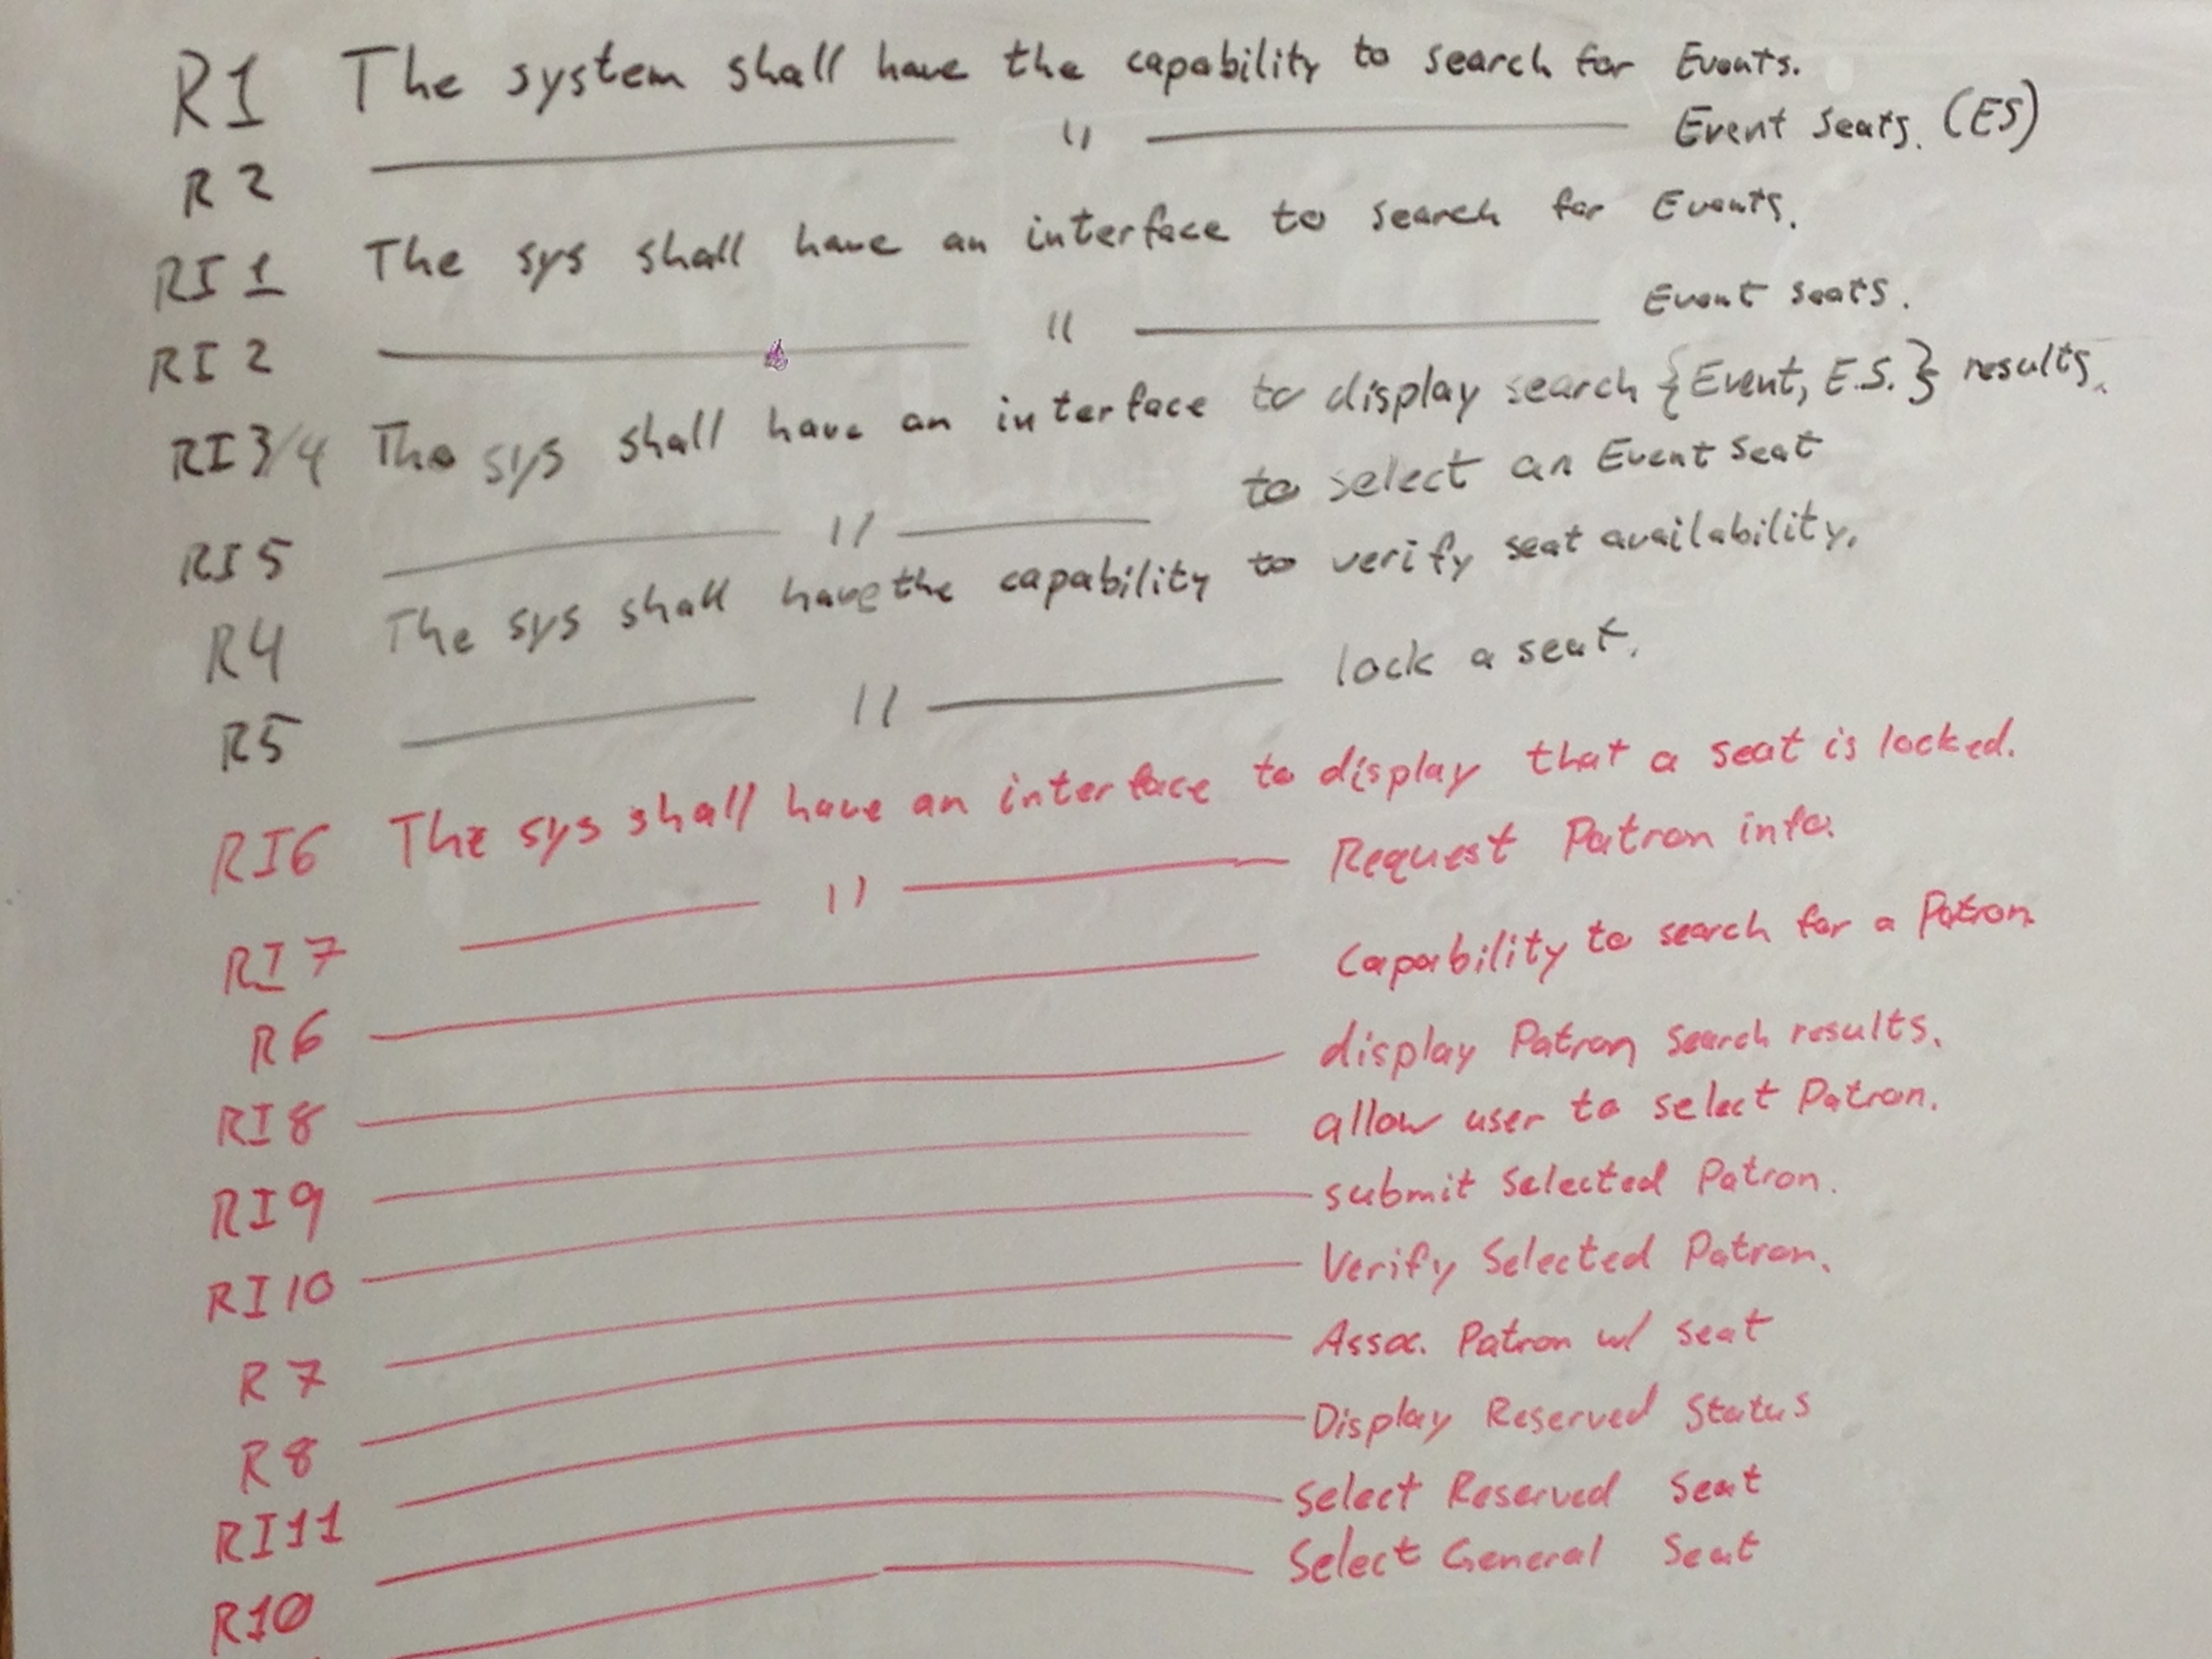 R1 The system shall have the capability to search for Events.
R2 —— " —— Event Seats. (ES)
RI1 The sys shall have an interface to search for Events.
RI2 —— " —— Event seats.
RI3/4 The sys shall have an interface to display search {Event, E.S.} results.
RI5 —— " —— to select an Event Seat
R4 The sys shall have the capability to verify seat availability.
R5 —— " —— lock a seat.
RI6 The sys shall have an interface to display that a seat is locked.
RI7 —— " —— Request Patron info.
R6 —— Capability to search for a Patron
RI8 —— display Patron search results.
RI9 —— allow user to select Patron.
RI10 —— submit Selected Patron.
R7 —— Verify Selected Patron.
R8 —— Assoc. Patron w/ seat
RI11 —— Display Reserved Status
R10 —— Select Reserved Seat
—— Select General Seat